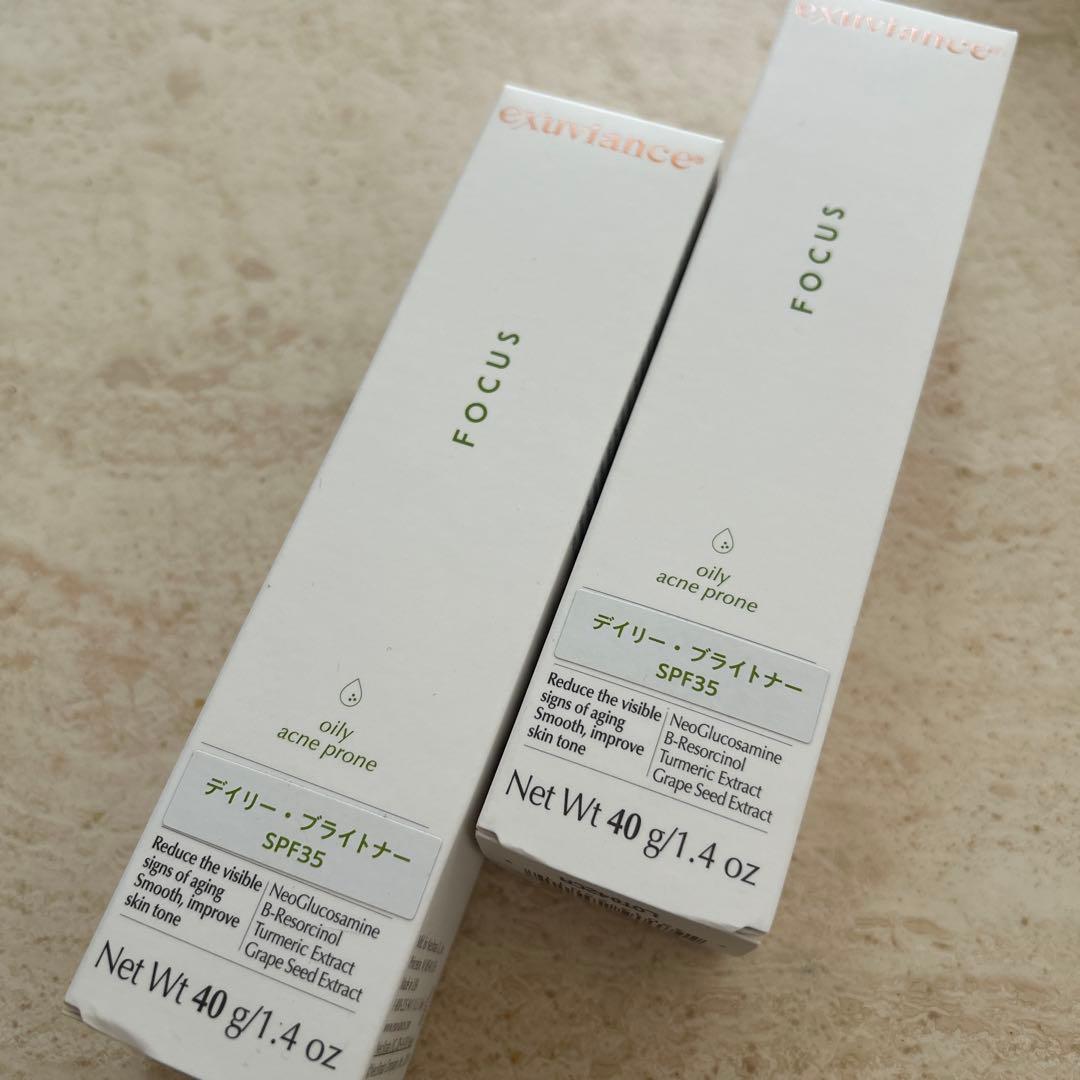 exuviance®
FOCUS
oily
acne prone
デイリー・ブライトナー
SPF35
Reduce the visible
signs of aging
Smooth, improve
skin tone
NeoGlucosamine
B-Resorcinol
Turmeric Extract
Grape Seed Extract
Net Wt 40 g/1.4 oz
exuviance®
FOCUS
oily
acne prone
デイリー・ブライトナー
SPF35
Reduce the visible
signs of aging
Smooth, improve
skin tone
NeoGlucosamine
B-Resorcinol
Turmeric Extract
Grape Seed Extract
Net Wt 40 g/1.4 oz